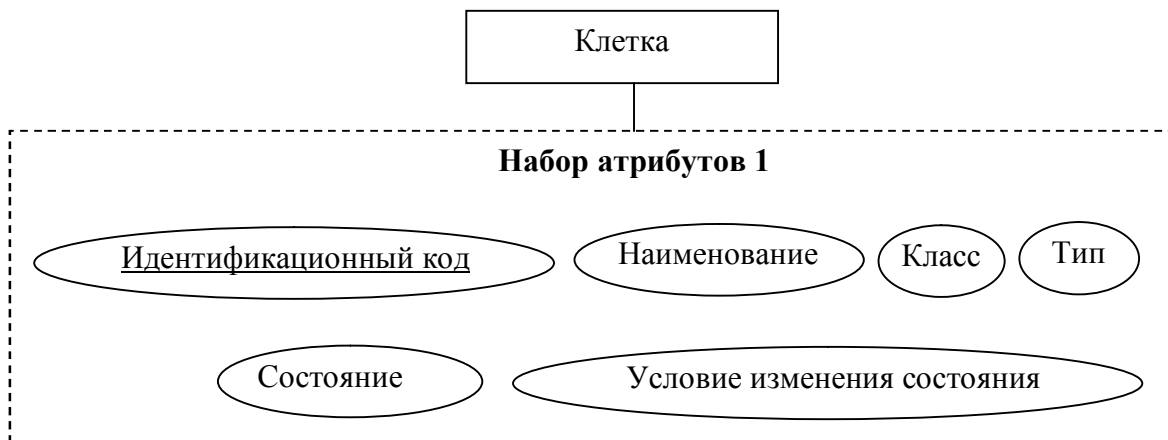 Клетка
Набор атрибутов 1
Идентификационный код
Наименование
Класс
Тип
Состояние
Условие изменения состояния